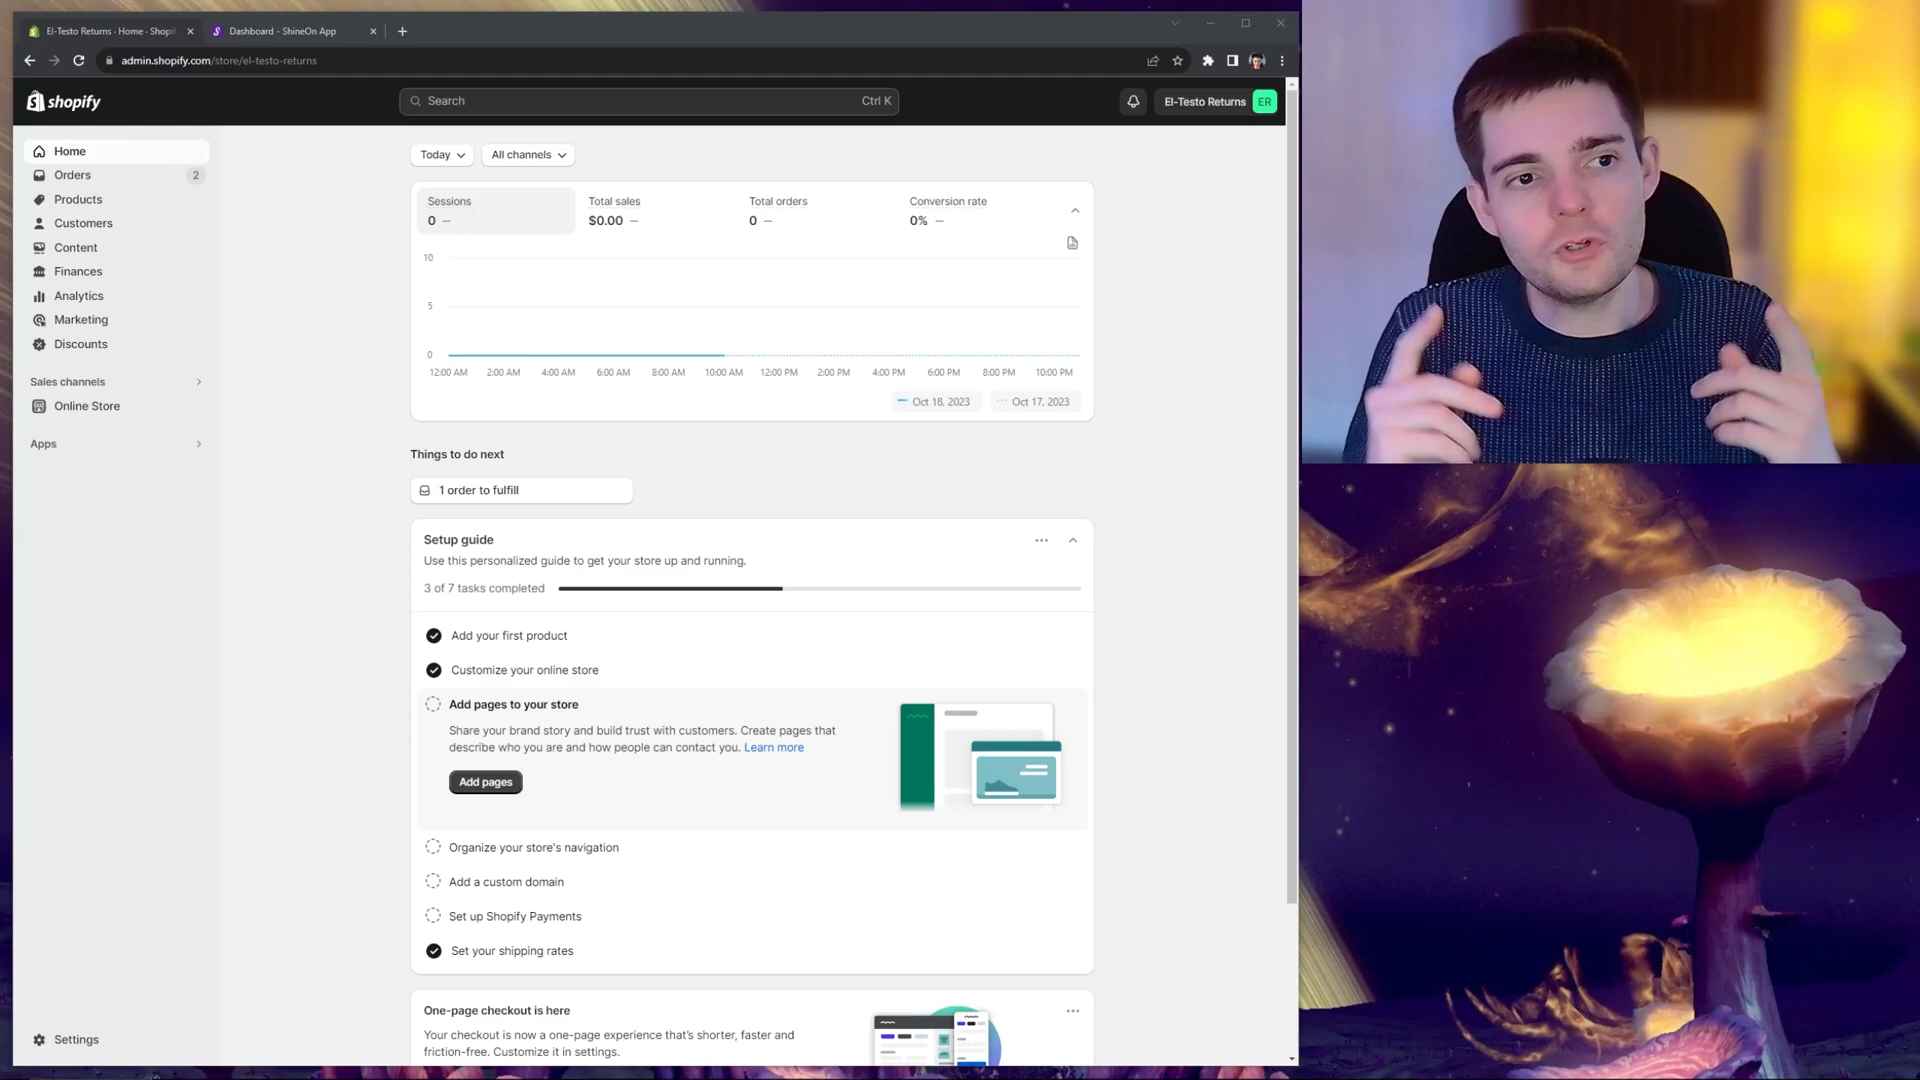 El-Testo Returns · Home · Shopif
Dashboard - ShineOn App
admin.shopify.com/store/el-testo-returns
shopify
Search
Ctrl K
El-Testo Returns
ER
Home
Orders
2
Products
Customers
Content
Finances
Analytics
Marketing
Discounts
Sales channels
Online Store
Apps
Settings
Today
All channels
Sessions
0 —
Total sales
$0.00 —
Total orders
0 —
Conversion rate
0% —
10
5
0
12:00 AM 2:00 AM 4:00 AM 6:00 AM 8:00 AM 10:00 AM 12:00 PM 2:00 PM 4:00 PM 6:00 PM 8:00 PM 10:00 PM
Oct 18, 2023
Oct 17, 2023
Things to do next
1 order to fulfill
Setup guide
Use this personalized guide to get your store up and running.
3 of 7 tasks completed
Add your first product
Customize your online store
Add pages to your store
Share your brand story and build trust with customers. Create pages that
describe who you are and how people can contact you. Learn more
Add pages
Organize your store's navigation
Add a custom domain
Set up Shopify Payments
Set your shipping rates
One-page checkout is here
Your checkout is now a one-page experience that's shorter, faster and
friction-free. Customize it in settings.